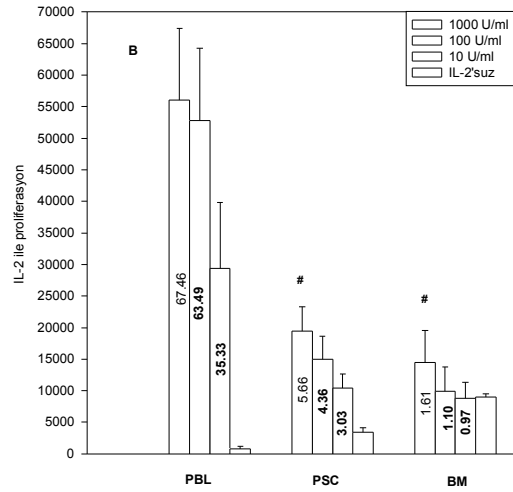 70000
65000
60000
55000
50000
45000
40000
35000
30000
25000
20000
15000
10000
5000
0
IL-2 ile proliferasyon
B
1000 U/ml
100 U/ml
10 U/ml
IL-2'suz
67.46
63.49
35.33
#
5.66
4.36
3.03
#
1.61
1.10
0.97
PBL
PSC
BM